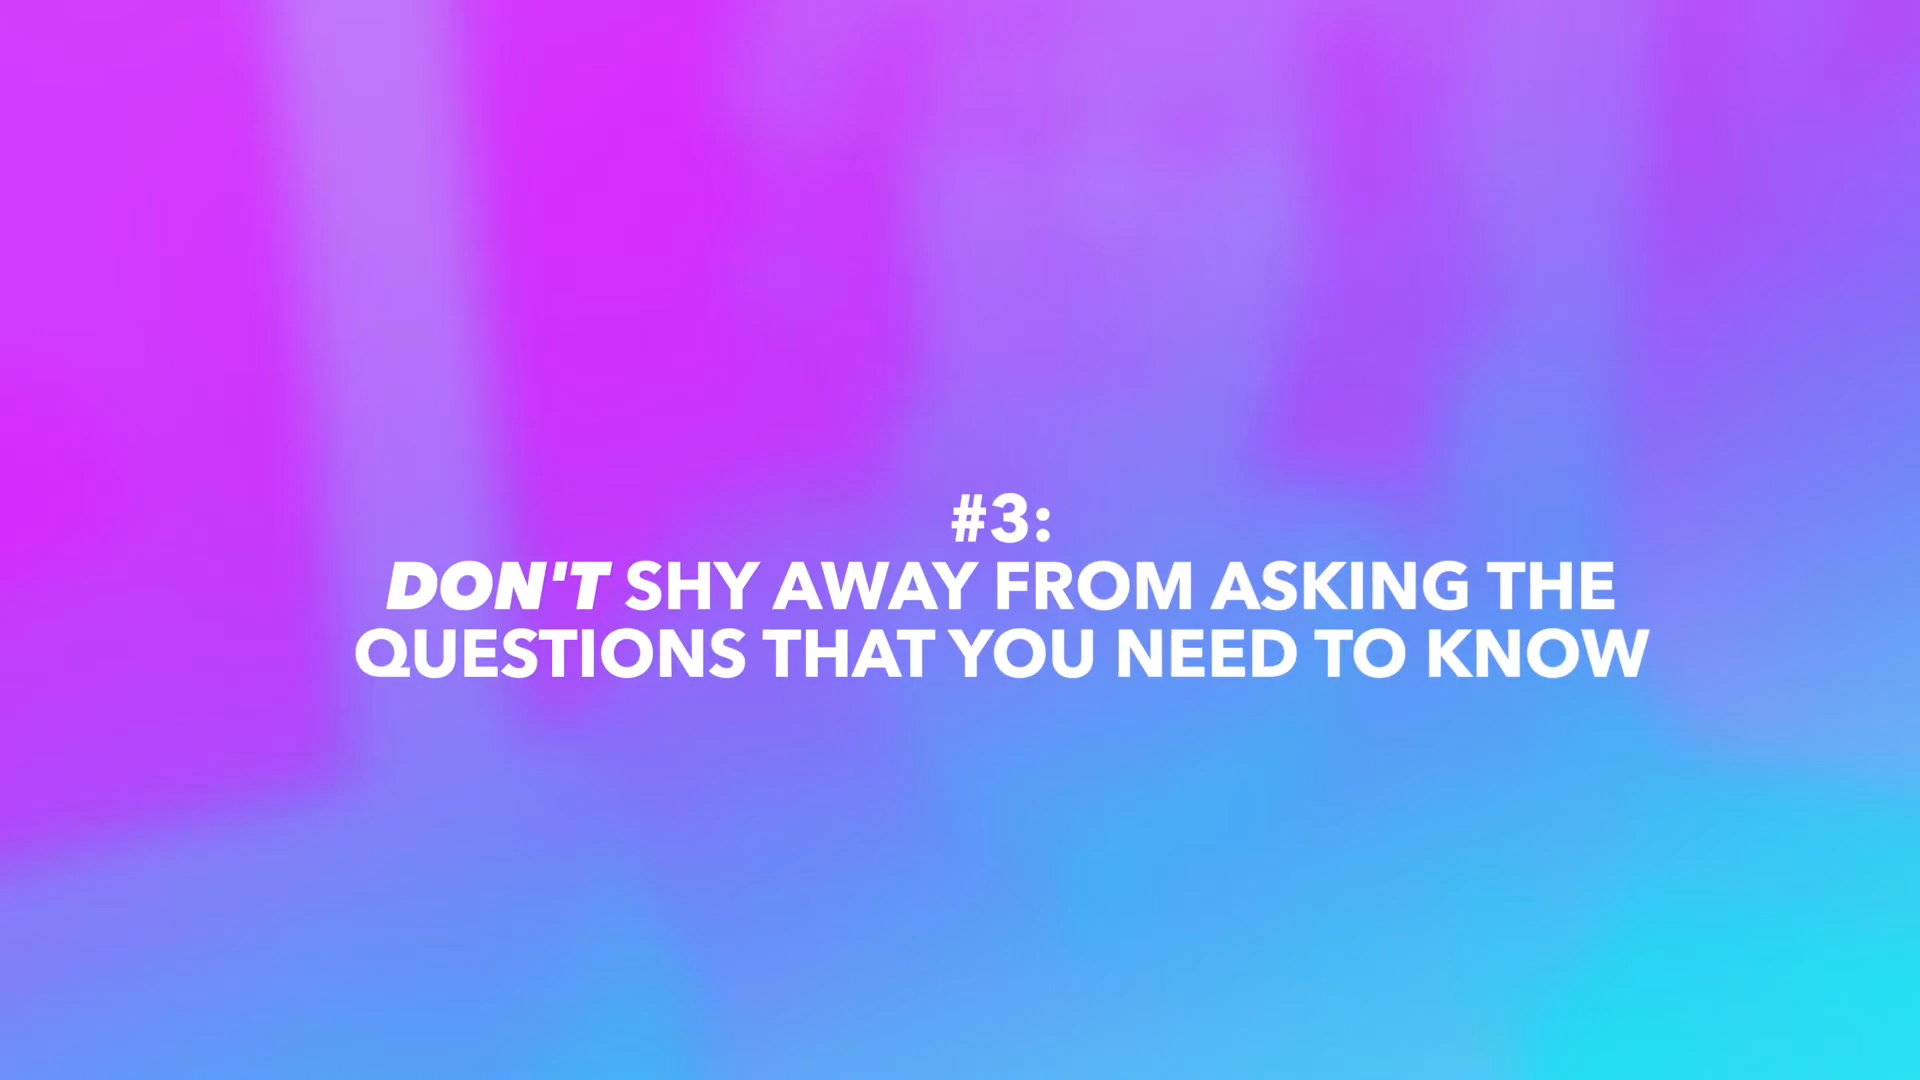 #3:
DON'T SHY AWAY FROM ASKING THE
QUESTIONS THAT YOU NEED TO KNOW